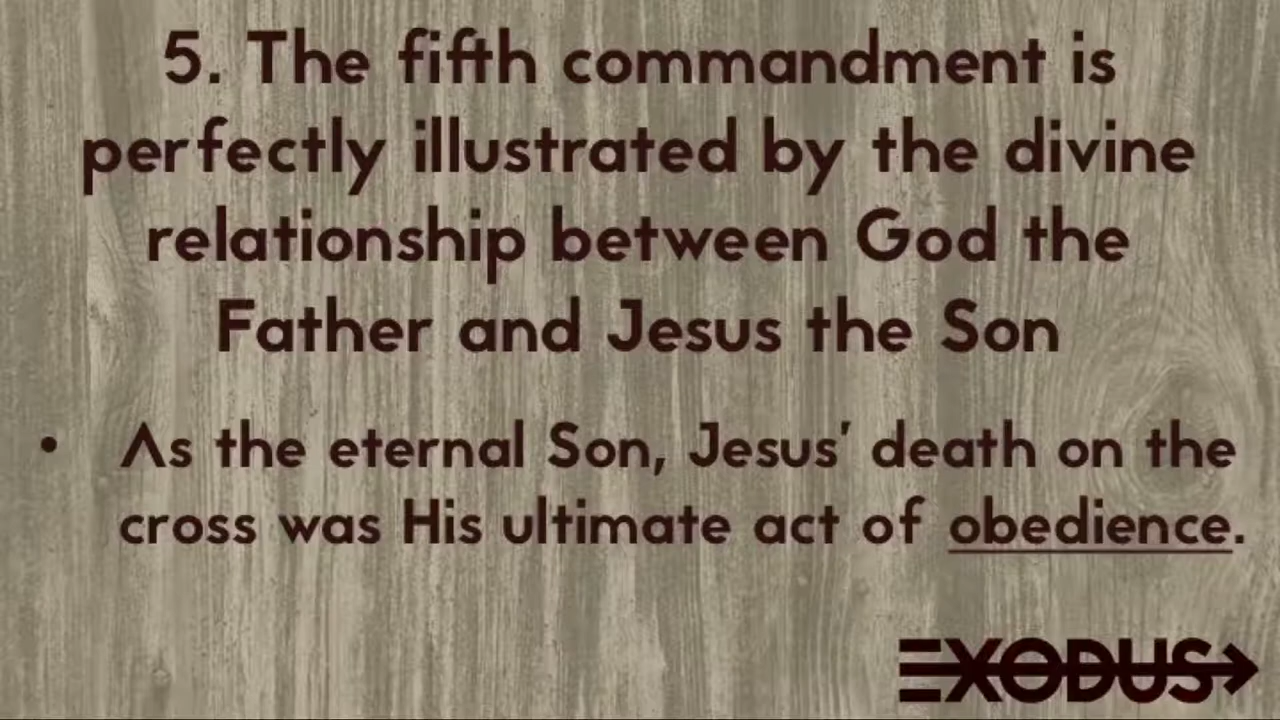 5. The fifth commandment is
perfectly illustrated by the divine
relationship between God the
Father and Jesus the Son
• As the eternal Son, Jesus' death on the
cross was His ultimate act of obedience.
EXODUS